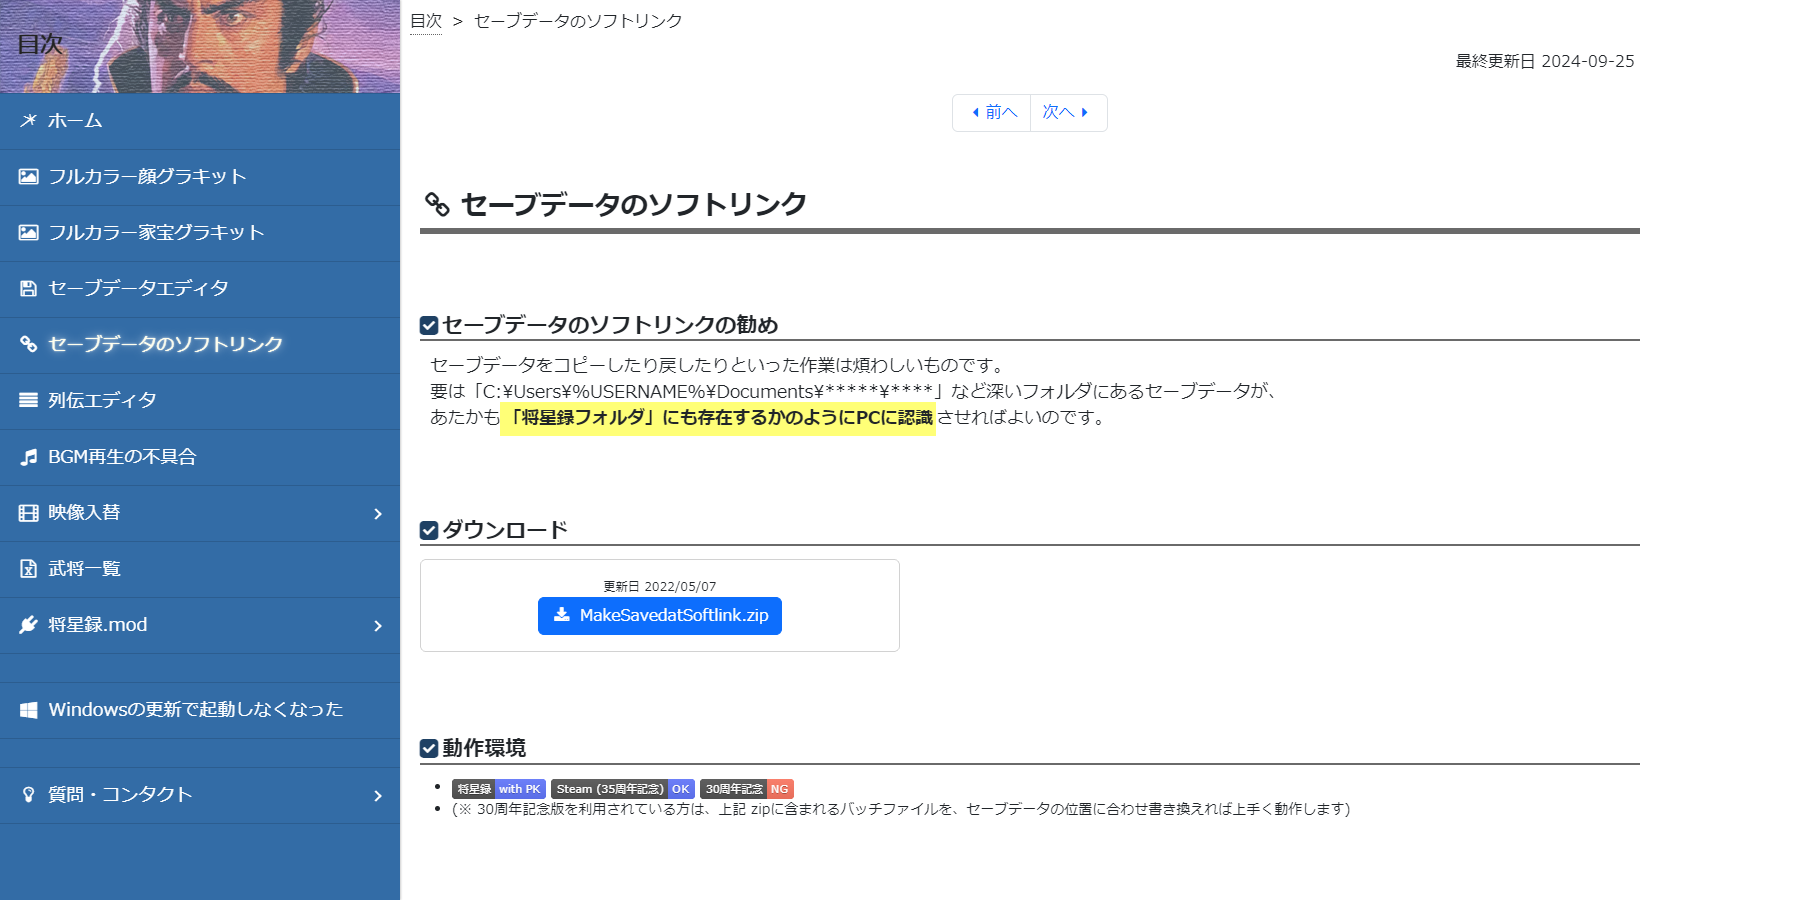 目次
ホーム
フルカラー顔グラキット
フルカラー家宝グラキット
セーブデータエディタ
セーブデータのソフトリンク
列伝エディタ
BGM再生の不具合
映像入替
武将一覧
将星録.mod
Windowsの更新で起動しなくなった
質問・コンタクト
目次 > セーブデータのソフトリンク
最終更新日 2024-09-25
前へ 次へ
セーブデータのソフトリンク
セーブデータのソフトリンクの勧め
セーブデータをコピーしたり戻したりといった作業は煩わしいものです。
要は「C:¥Users¥%USERNAME%¥Documents¥*****¥****」など深いフォルダにあるセーブデータが、
あたかも「将星録フォルダ」にも存在するかのようにPCに認識させればよいのです。
ダウンロード
更新日 2022/05/07
MakeSavedatSoftlink.zip
動作環境
将星録 with PK Steam (35周年記念) OK 30周年記念 NG
(※ 30周年記念版を利用されている方は、上記 zipに含まれるバッチファイルを、セーブデータの位置に合わせ書き換えれば上手く動作します)